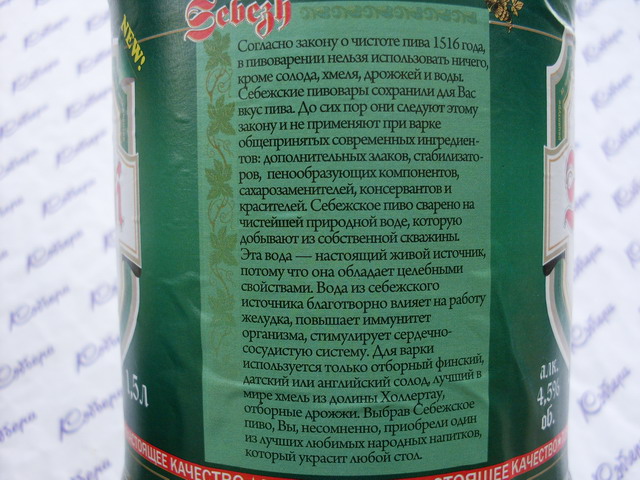 Sebezh
NEW!
Согласно закону о чистоте пива 1516 года,
в пивоварении нельзя использовать ничего,
кроме солода, хмеля, дрожжей и воды.
Себежские пивовары сохранили для Вас
вкус пива. До сих пор они следуют этому
закону и не применяют при варке
общепринятых современных ингредиен-
тов: дополнительных злаков, стабилизато-
ров, пенообразующих компонентов,
сахарозаменителей, консервантов и
красителей. Себежское пиво сварено на
чистейшей природной воде, которую
добывают из собственной скважины.
Эта вода — настоящий живой источник,
потому что она обладает целебными
свойствами. Вода из себежского
источника благотворно влияет на работу
желудка, повышает иммунитет
организма, стимулирует сердечно-
сосудистую систему. Для варки
используется только отборный финский,
датский или английский солод, лучший в
мире хмель из долины Холлертау,
отборные дрожжи. Выбрав Себежское
пиво, Вы, несомненно, приобрели один
из лучших любимых народных напитков,
который украсит любой стол.
1,5л
алк.
4,5%
об.
НАСТОЯЩЕЕ КАЧЕСТВО
НАСТОЯЩЕЕ КАЧЕСТВО